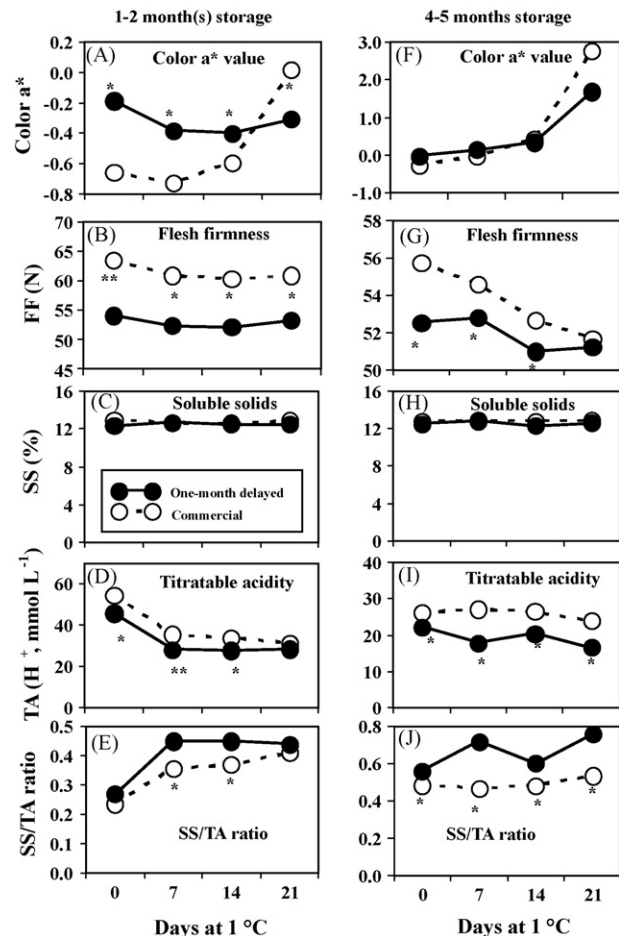 1-2 month(s) storage
4-5 months storage
(A)
Color a* value
Color a*
0.2
0.0
-0.2
-0.4
-0.6
-0.8
*
*
*
*
(F)
Color a* value
3.0
2.0
1.0
0.0
-1.0
(B)
Flesh firmness
FF (N)
70
65
60
55
50
45
**
*
*
*
(G)
Flesh firmness
58
56
54
52
50
*
*
*
(C)
Soluble solids
SS (%)
16
12
8
4
0
One-month delayed
Commercial
(H)
Soluble solids
16
12
8
4
0
(D)
Titratable acidity
TA (H+, mmol L-1)
60
40
20
0
*
**
*
(I)
Titratable acidity
40
30
20
10
0
*
*
*
*
(E)
SS/TA ratio
SS/TA ratio
0.5
0.4
0.3
0.2
0.1
0.0
*
*
(J)
SS/TA ratio
0.8
0.6
0.4
0.2
0.0
*
*
*
*
0 7 14 21
Days at 1 °C
0 7 14 21
Days at 1 °C